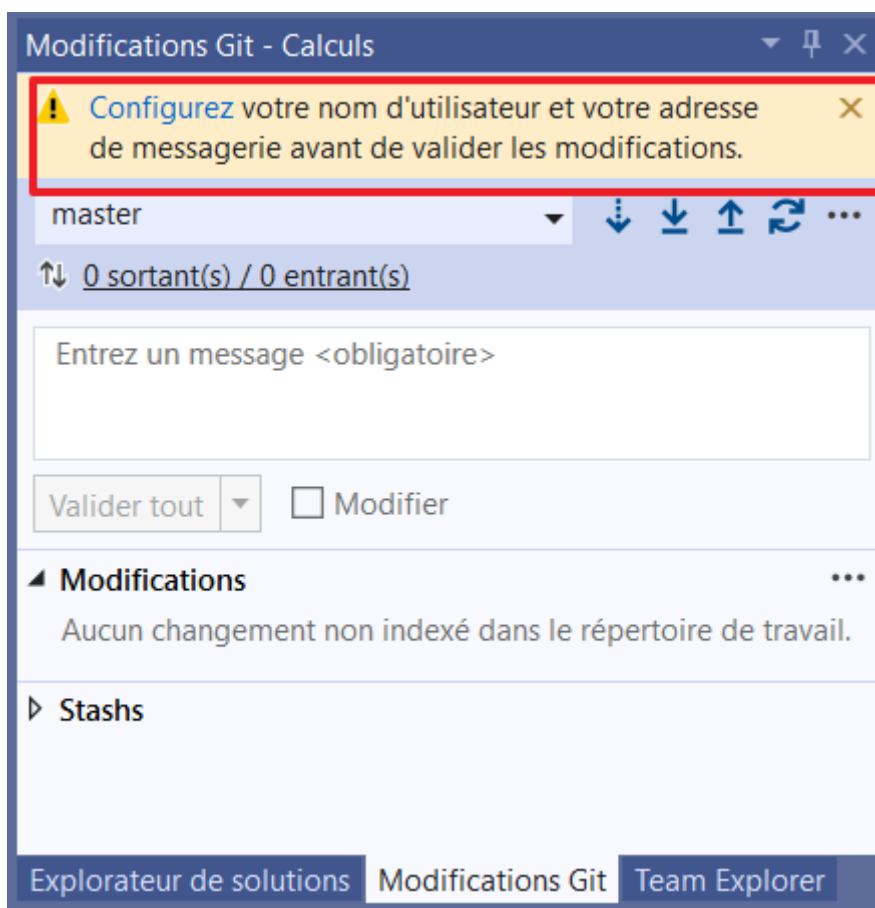 Modifications Git - Calculs
Configurez votre nom d'utilisateur et votre adresse
de messagerie avant de valider les modifications.
master
0 sortant(s) / 0 entrant(s)
Entrez un message <obligatoire>
Valider tout Modifier
Modifications
Aucun changement non indexé dans le répertoire de travail.
Stashs
Explorateur de solutions Modifications Git Team Explorer